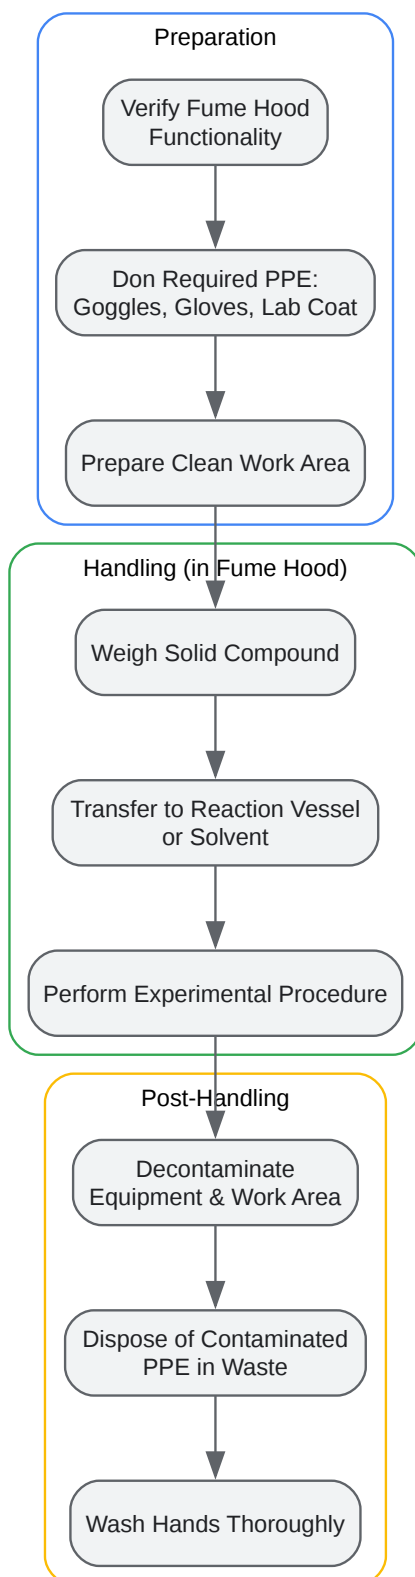 Preparation
Verify Fume Hood
Functionality
Don Required PPE:
Goggles, Gloves, Lab Coat
Prepare Clean Work Area
Handling (in Fume Hood)
Weigh Solid Compound
Transfer to Reaction Vessel
or Solvent
Perform Experimental Procedure
Post-Handling
Decontaminate
Equipment & Work Area
Dispose of Contaminated
PPE in Waste
Wash Hands Thoroughly